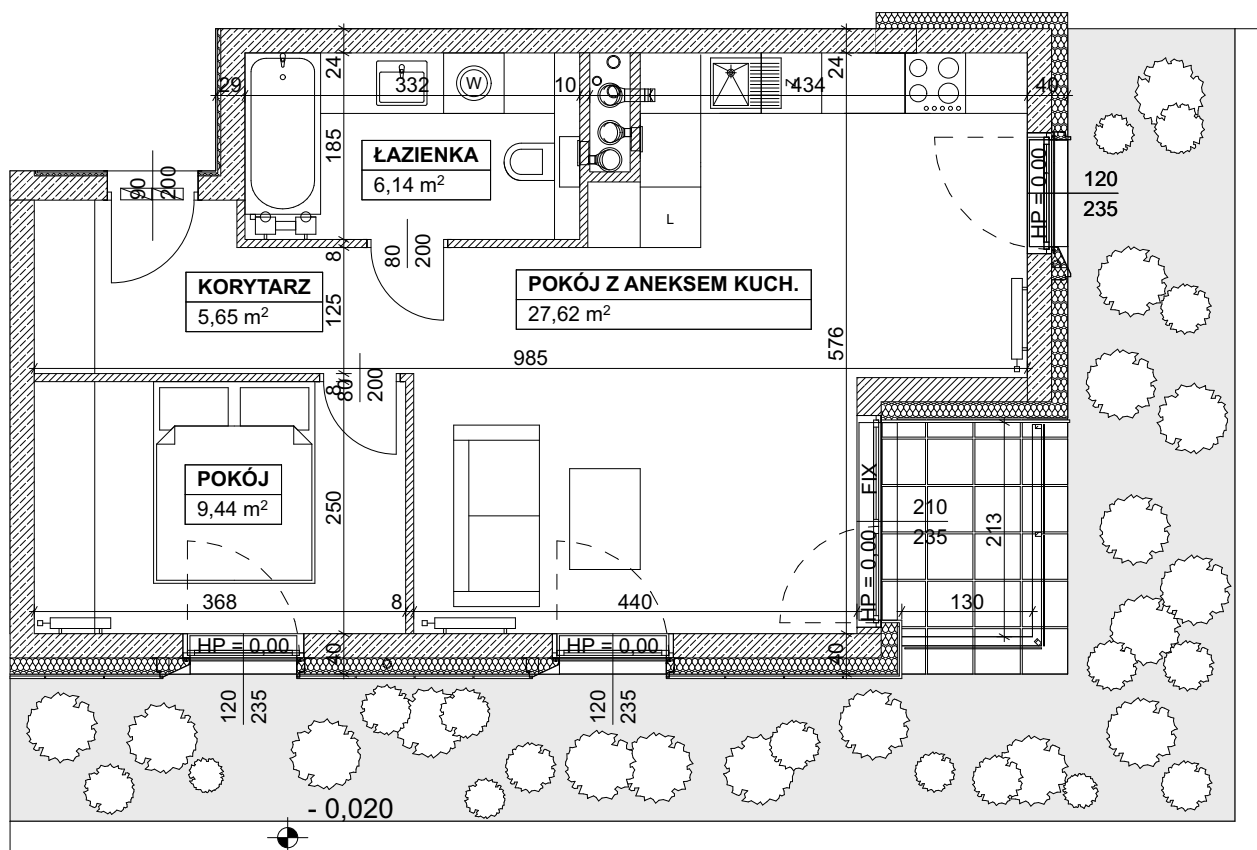 24
24
29
332
10
434
40
W
Z
185
ŁAZIENKA
6,14 m²
90
200
HP = 0,00
120
235
L
80
200
8
KORYTARZ
5,65 m²
125
POKÓJ Z ANEKSEM KUCH.
27,62 m²
576
985
8
80
200
POKÓJ
9,44 m²
250
FIX
HP = 0,00
210
235
213
368
8
440
130
HP = 0,00
40
HP = 0,00
40
120
235
120
235
- 0,020